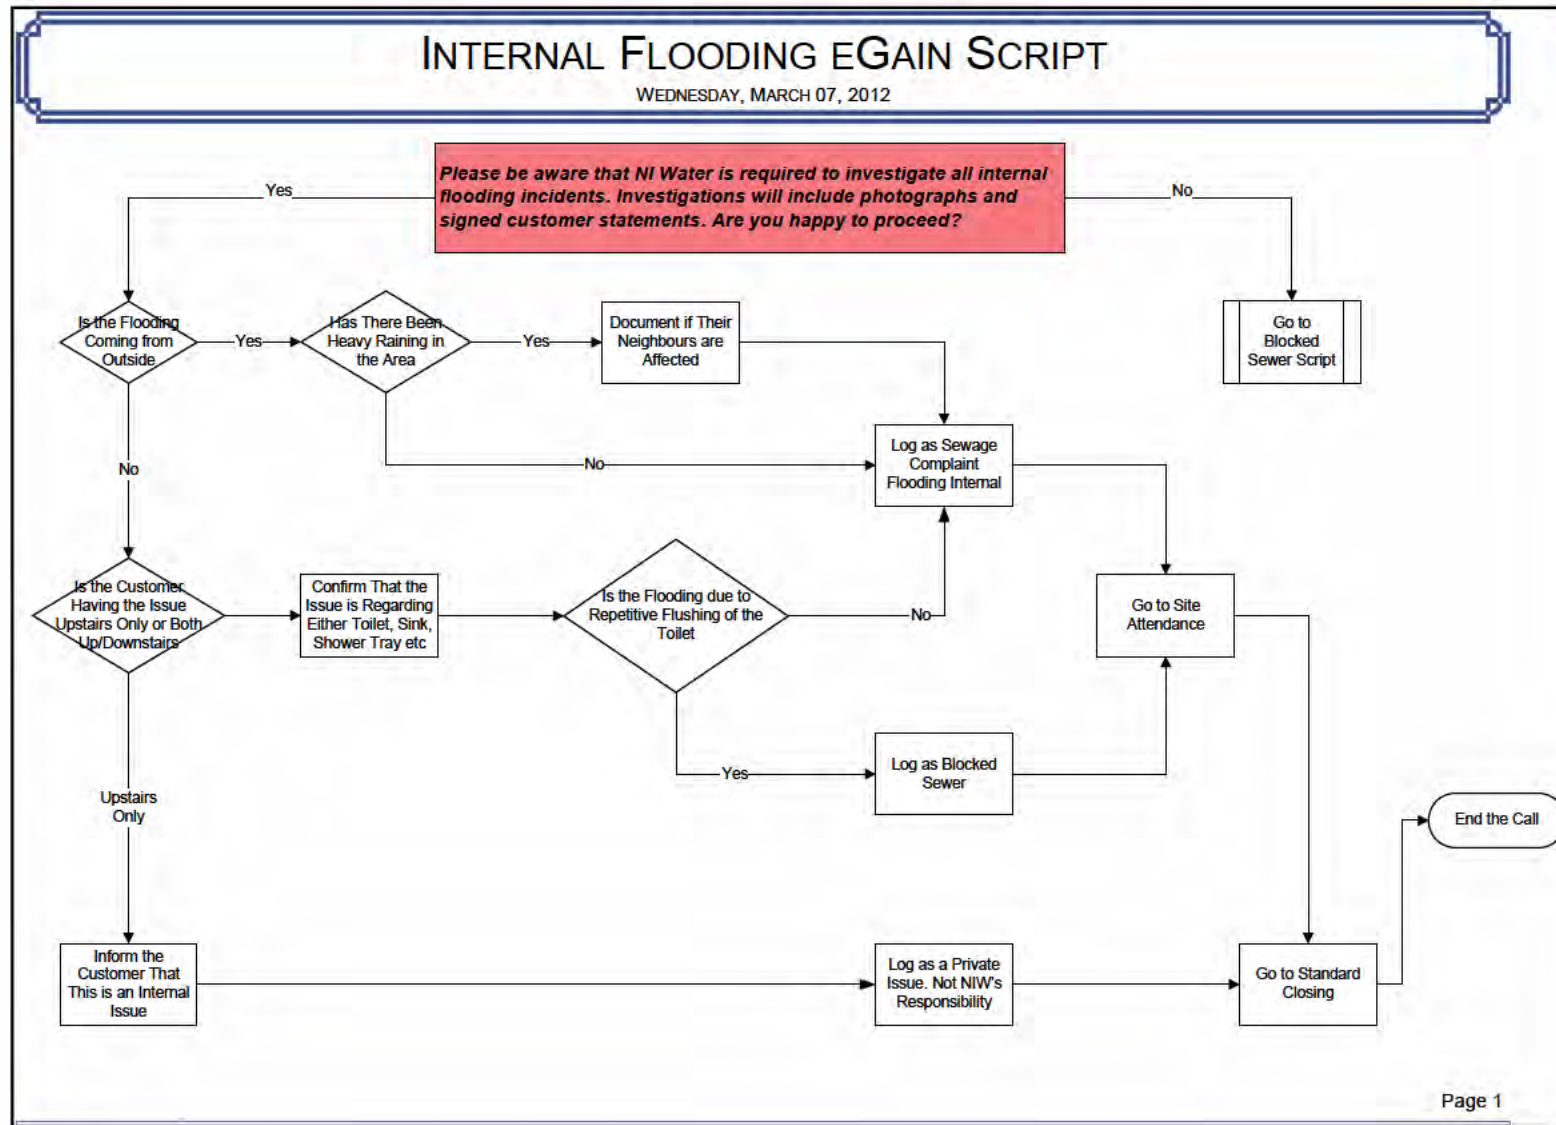 INTERNAL FLOODING EGAIN SCRIPT
WEDNESDAY, MARCH 07, 2012
Please be aware that NI Water is required to investigate all internal
flooding incidents. Investigations will include photographs and
signed customer statements. Are you happy to proceed?
Yes
No
Is the Flooding
Coming from
Outside
Yes
Has There Been
Heavy Raining in
the Area
Yes
Document if Their
Neighbours are
Affected
Go to
Blocked
Sewer Script
No
No
Log as Sewage
Complaint
Flooding Internal
Is the Customer
Having the Issue
Upstairs Only or Both
Up/Downstairs
Confirm That the
Issue is Regarding
Either Toilet, Sink,
Shower Tray etc
Is the Flooding due to
Repetitive Flushing of the
Toilet
No
Go to Site
Attendance
Yes
Log as Blocked
Sewer
Upstairs
Only
End the Call
Inform the
Customer That
This is an Internal
Issue
Log as a Private
Issue. Not NIW's
Responsibility
Go to Standard
Closing
Page 1